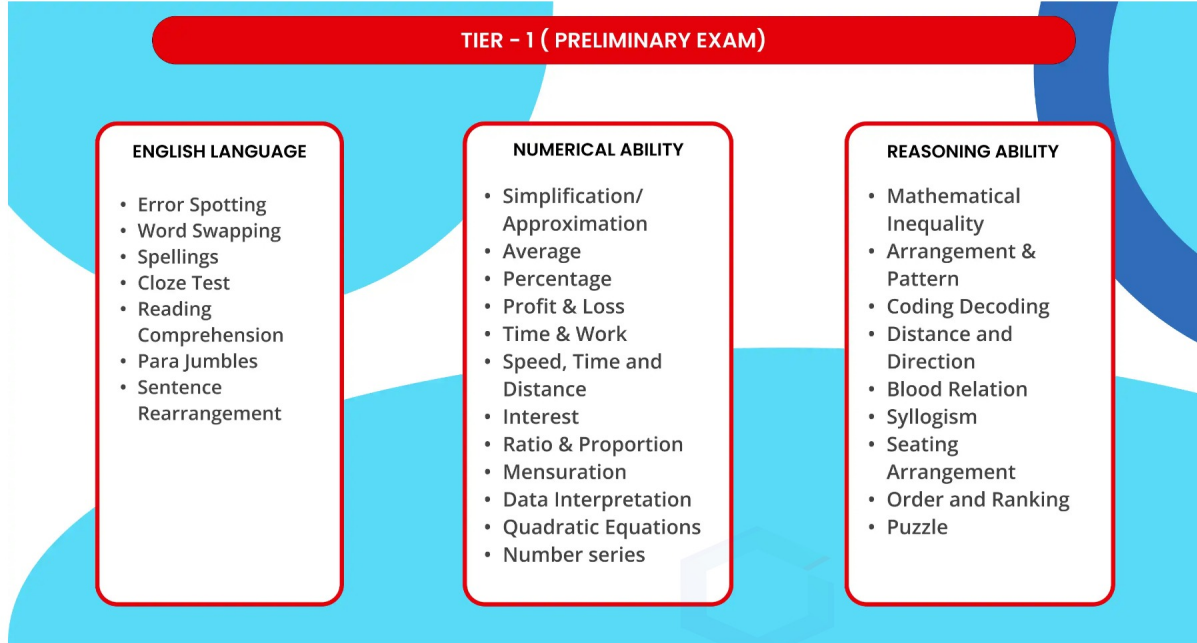 TIER - 1 ( PRELIMINARY EXAM)
ENGLISH LANGUAGE
• Error Spotting
• Word Swapping
• Spellings
• Cloze Test
• Reading
Comprehension
• Para Jumbles
• Sentence
Rearrangement
NUMERICAL ABILITY
• Simplification/
Approximation
• Average
• Percentage
• Profit & Loss
• Time & Work
• Speed, Time and
Distance
• Interest
• Ratio & Proportion
• Mensuration
• Data Interpretation
• Quadratic Equations
• Number series
REASONING ABILITY
• Mathematical
Inequality
• Arrangement &
Pattern
• Coding Decoding
• Distance and
Direction
• Blood Relation
• Syllogism
• Seating
Arrangement
• Order and Ranking
• Puzzle